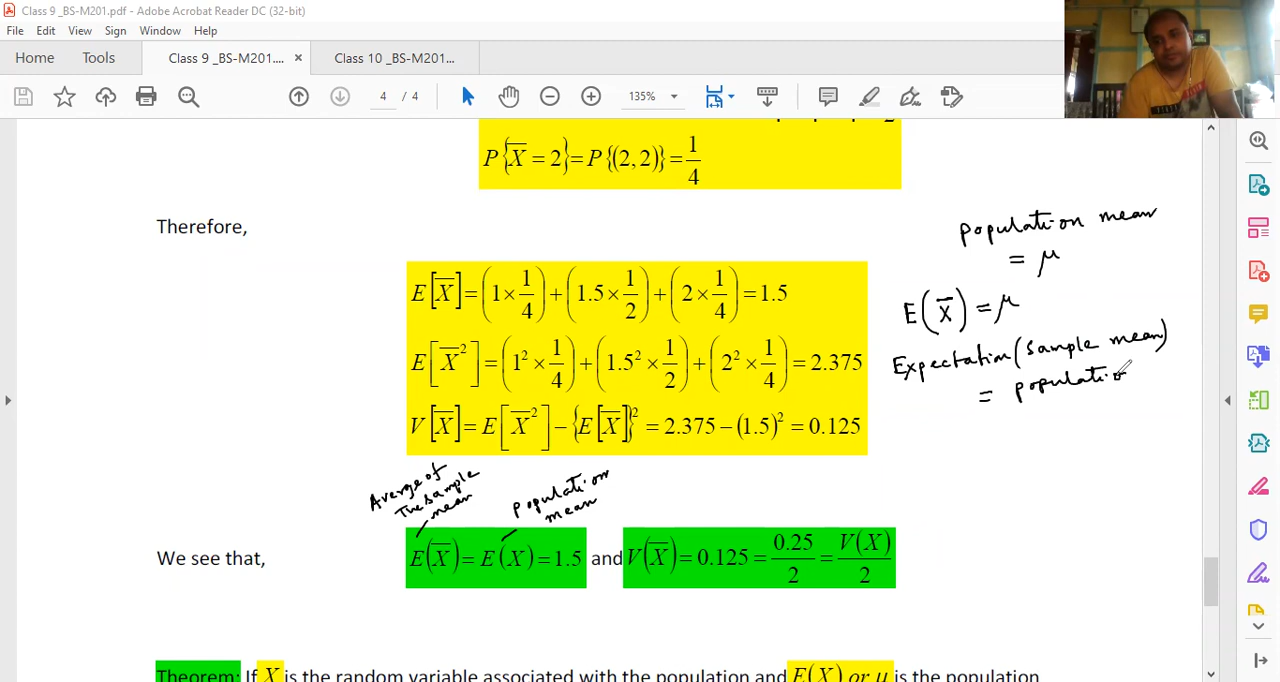 Class 9 _BS-M201.pdf - Adobe Acrobat Reader DC (32-bit)
File Edit View Sign Window Help
Home Tools Class 9 _BS-M201.... × Class 10 _BS-M201...
4 / 4 135%
P{X̅ = 2} = P{(2, 2)} = 1/4
Therefore,
population mean
= μ
E[X̅] = (1 × 1/4) + (1.5 × 1/2) + (2 × 1/4) = 1.5
E(X̅) = μ
E[X̅²] = (1² × 1/4) + (1.5² × 1/2) + (2² × 1/4) = 2.375
Expectation (sample mean)
= populatio
V[X̅] = E[X̅²] − {E[X̅]}² = 2.375 − (1.5)² = 0.125
Averge of
The sample
mean
population
mean
We see that, E(X̅) = E(X) = 1.5 and V(X̅) = 0.125 = 0.25/2 = V(X)/2
Theorem: If X is the random variable associated with the population and E(X) or μ is the population